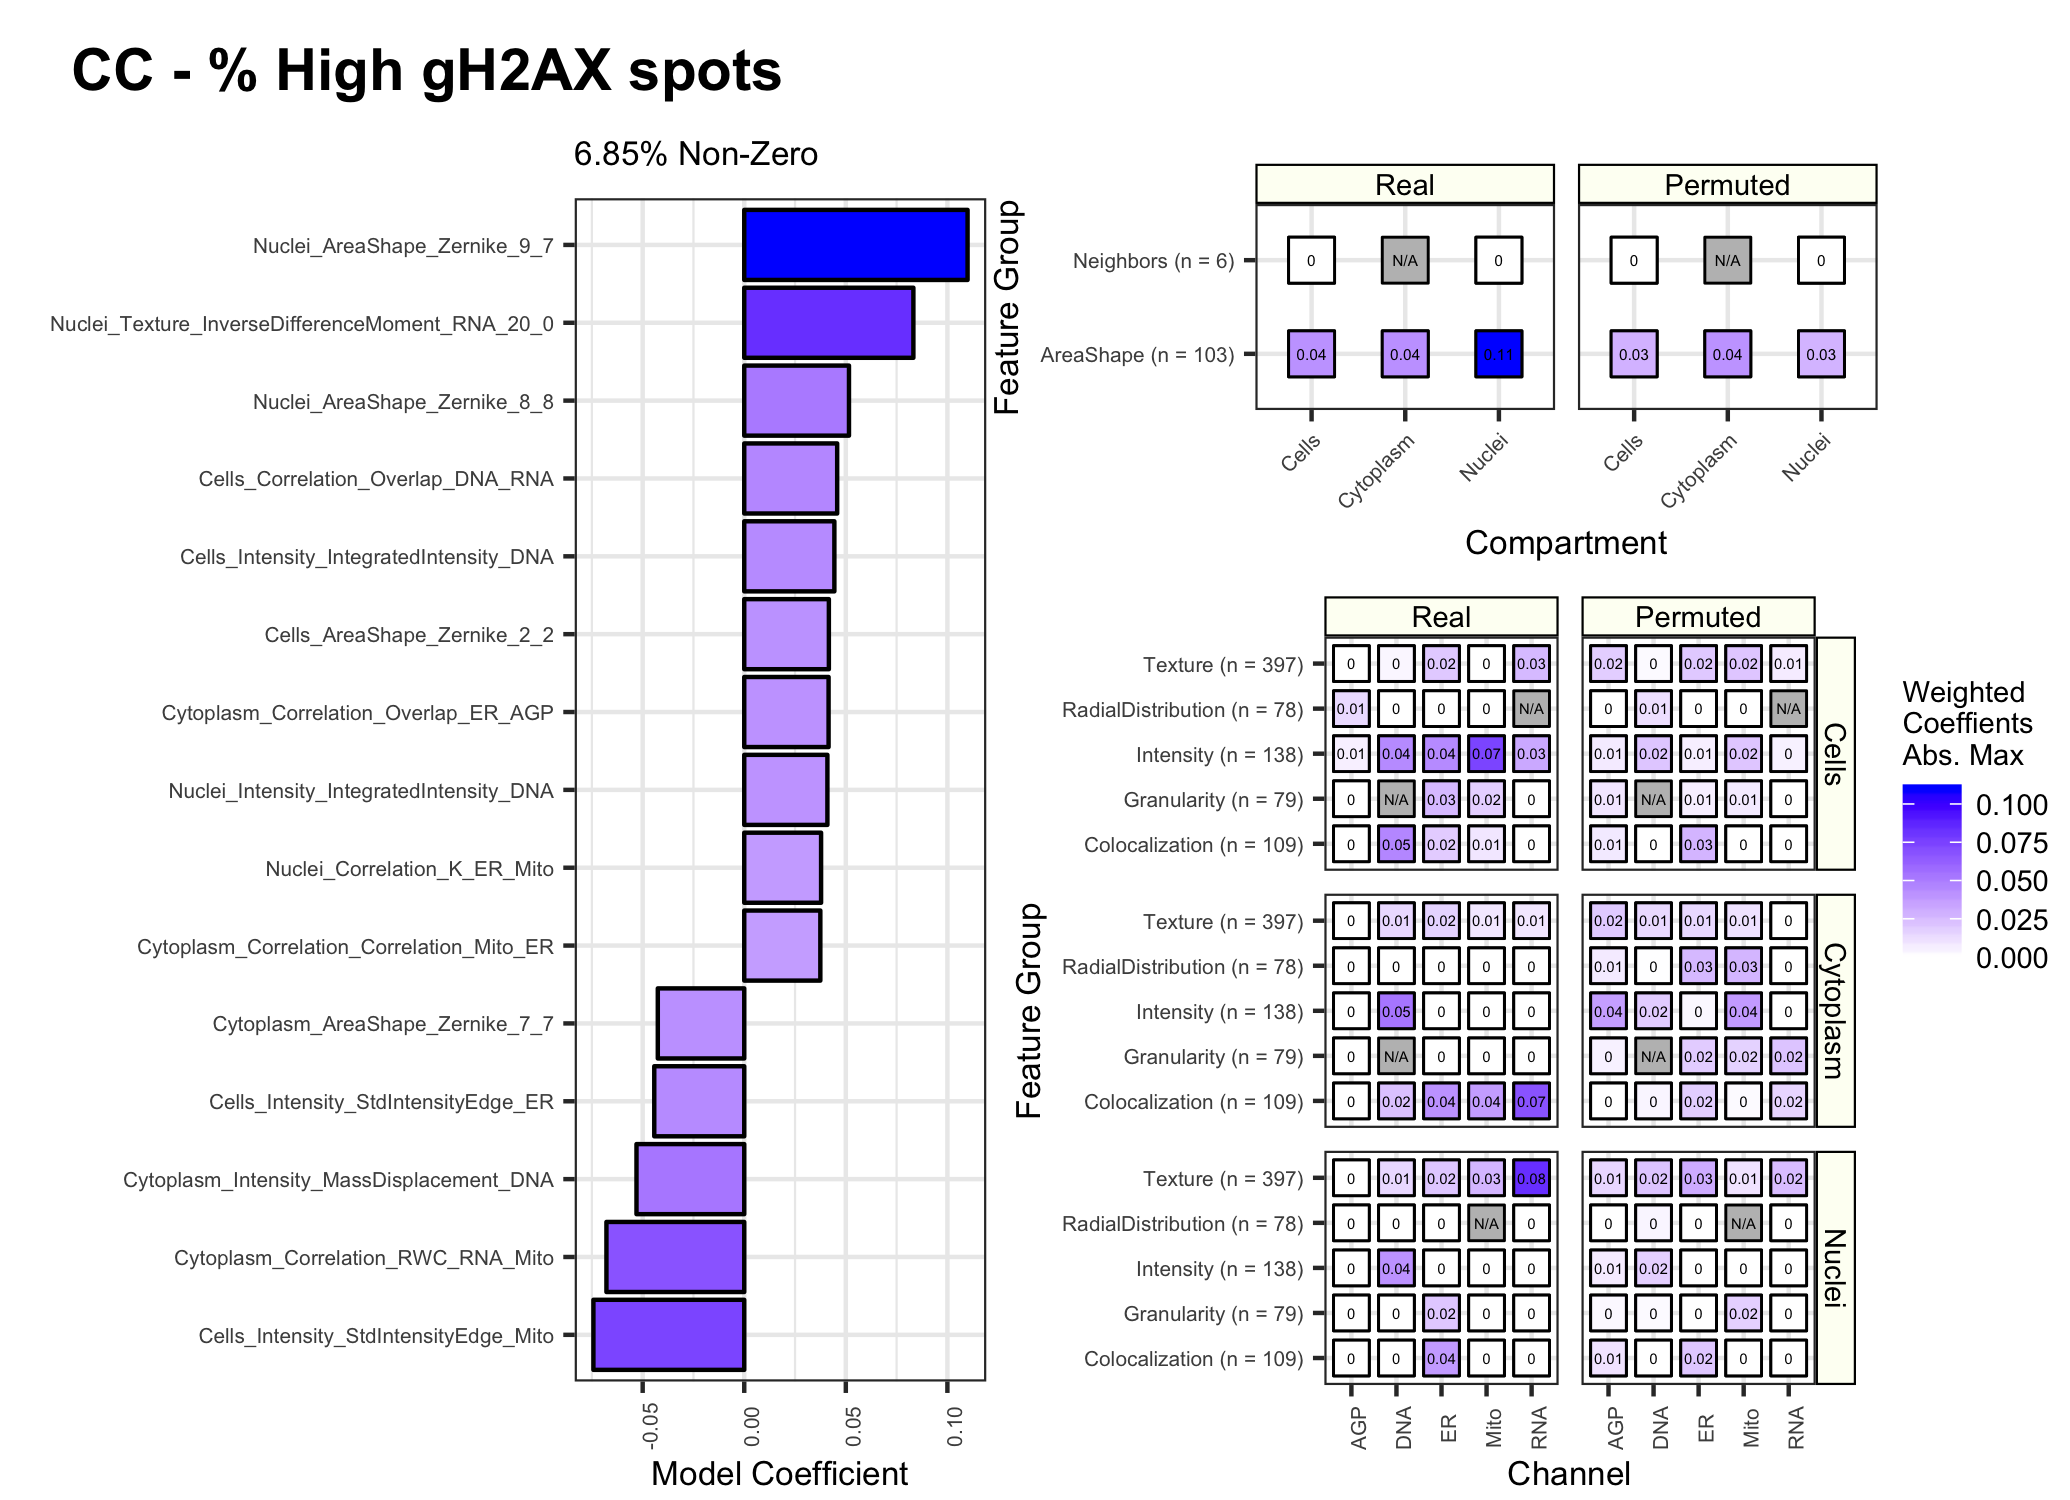 CC - % High gH2AX spots
6.85% Non-Zero
Nuclei_AreaShape_Zernike_9_7
Nuclei_Texture_InverseDifferenceMoment_RNA_20_0
Nuclei_AreaShape_Zernike_8_8
Cells_Correlation_Overlap_DNA_RNA
Cells_Intensity_IntegratedIntensity_DNA
Cells_AreaShape_Zernike_2_2
Cytoplasm_Correlation_Overlap_ER_AGP
Nuclei_Intensity_IntegratedIntensity_DNA
Nuclei_Correlation_K_ER_Mito
Cytoplasm_Correlation_Correlation_Mito_ER
Cytoplasm_AreaShape_Zernike_7_7
Cells_Intensity_StdIntensityEdge_ER
Cytoplasm_Intensity_MassDisplacement_DNA
Cytoplasm_Correlation_RWC_RNA_Mito
Cells_Intensity_StdIntensityEdge_Mito
-0.05 0.00 0.05 0.10
Model Coefficient
Feature Group
Real Permuted
Neighbors (n = 6) 0 N/A 0 0 N/A 0
AreaShape (n = 103) 0.04 0.04 0.11 0.03 0.04 0.03
Cells Cytoplasm Nuclei Cells Cytoplasm Nuclei
Compartment
Feature Group
Real Permuted
Texture (n = 397) 0 0 0.02 0 0.03 0.02 0 0.02 0.02 0.01
RadialDistribution (n = 78) 0.01 0 0 0 N/A 0 0.01 0 0 N/A
Intensity (n = 138) 0.01 0.04 0.04 0.07 0.03 0.01 0.02 0.01 0.02 0
Granularity (n = 79) 0 N/A 0.03 0.02 0 0.01 N/A 0.01 0.01 0
Colocalization (n = 109) 0 0.05 0.02 0.01 0 0.01 0 0.03 0 0
Cells
Texture (n = 397) 0 0.01 0.02 0.01 0.01 0.02 0.01 0.01 0.01 0
RadialDistribution (n = 78) 0 0 0 0 0 0.01 0 0.03 0.03 0
Intensity (n = 138) 0 0.05 0 0 0 0.04 0.02 0 0.04 0
Granularity (n = 79) 0 N/A 0 0 0 0 N/A 0.02 0.02 0.02
Colocalization (n = 109) 0 0.02 0.04 0.04 0.07 0 0 0.02 0 0.02
Cytoplasm
Texture (n = 397) 0 0.01 0.02 0.03 0.08 0.01 0.02 0.03 0.01 0.02
RadialDistribution (n = 78) 0 0 0 N/A 0 0 0 0 N/A 0
Intensity (n = 138) 0 0.04 0 0 0 0.01 0.02 0 0 0
Granularity (n = 79) 0 0 0.02 0 0 0 0 0 0.02 0
Colocalization (n = 109) 0 0 0.04 0 0 0.01 0 0.02 0 0
Nuclei
AGP DNA ER Mito RNA AGP DNA ER Mito RNA
Channel
Weighted
Coeffients
Abs. Max
0.100
0.075
0.050
0.025
0.000